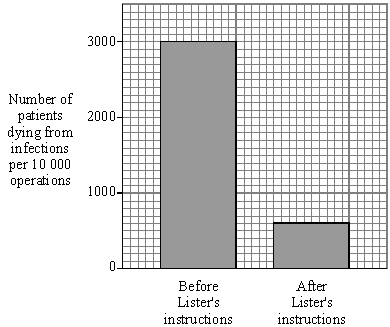 3000
2000
1000
0
Number of
patients
dying from
infections
per 10 000
operations
Before
Lister's
instructions
After
Lister's
instructions